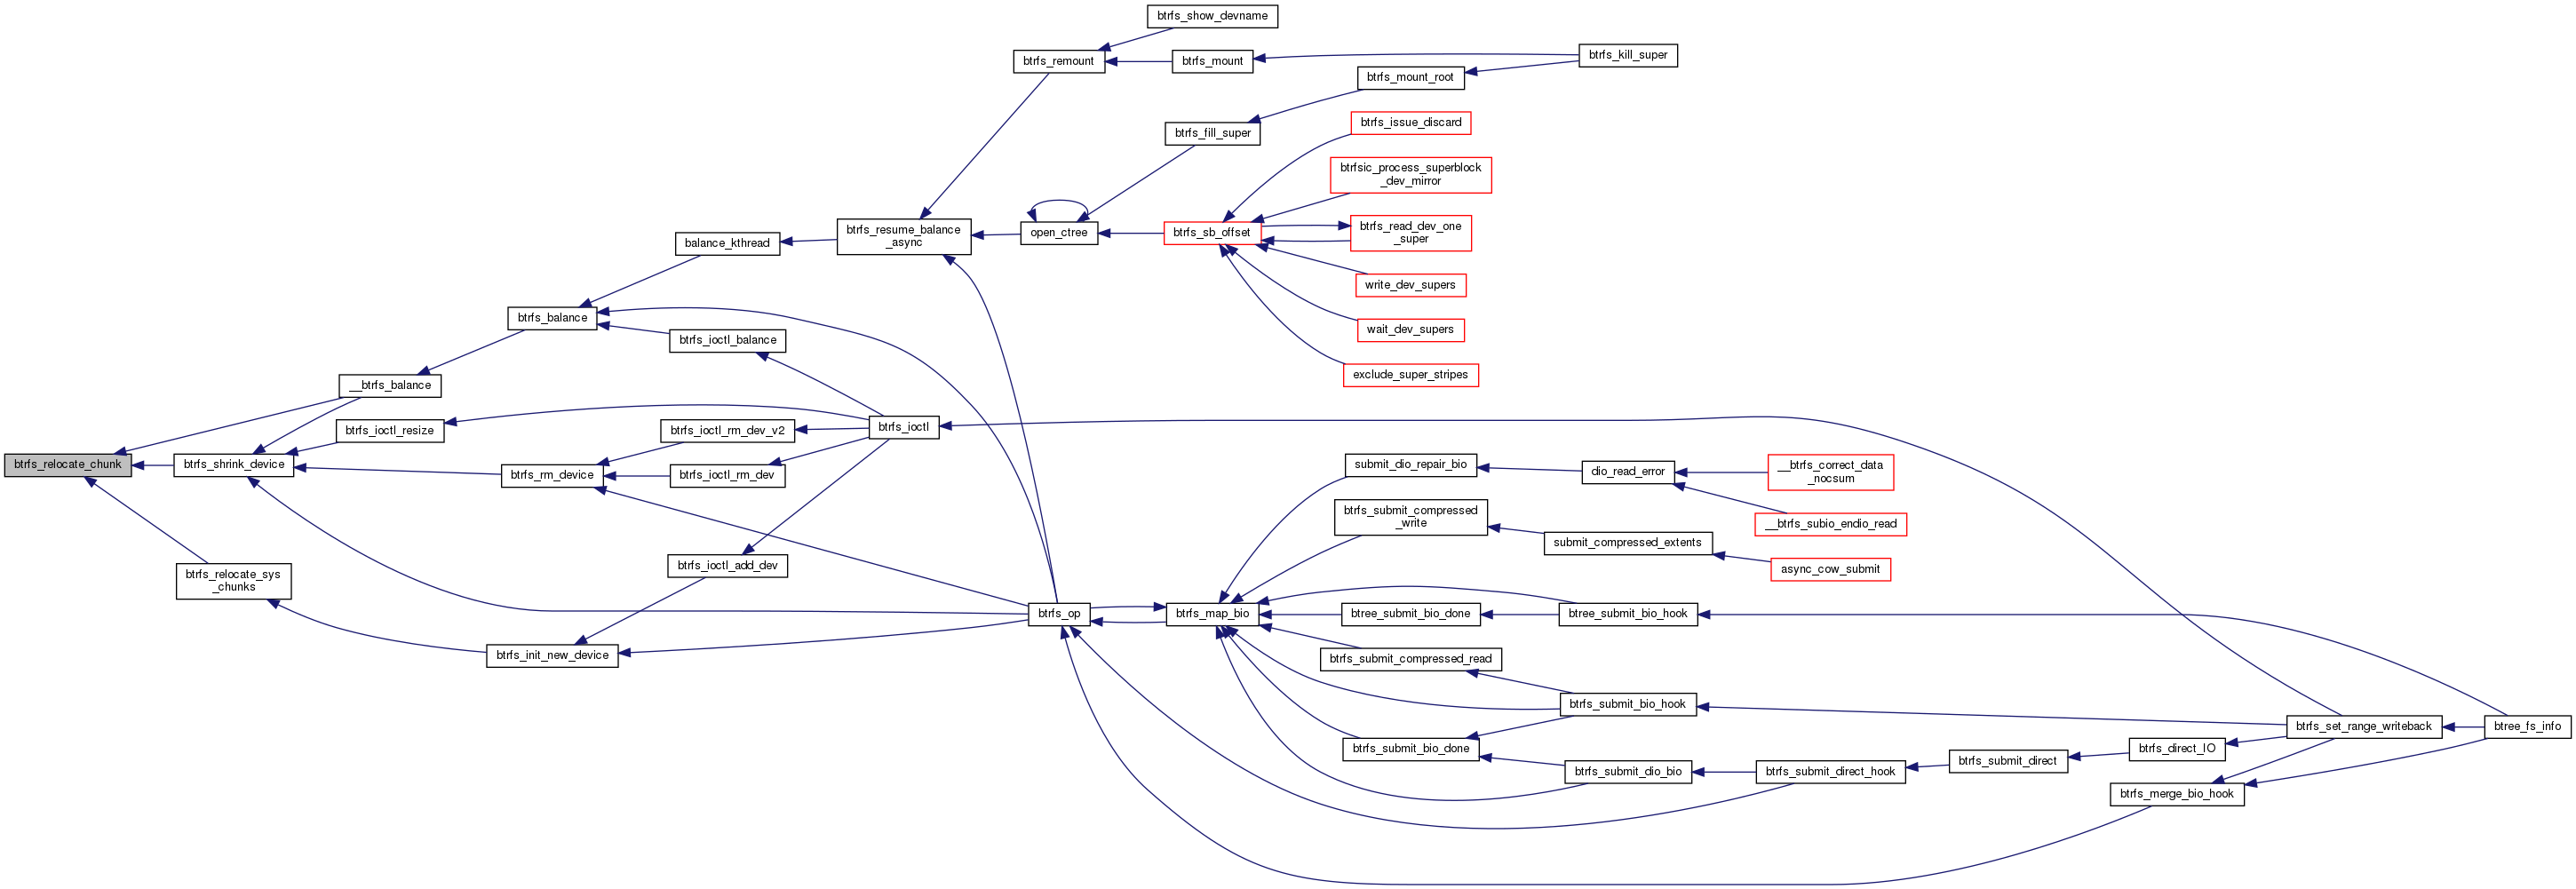 btrfs_show_devname
btrfs_remount
btrfs_mount
btrfs_kill_super
btrfs_mount_root
btrfs_fill_super
btrfs_issue_discard
btrfsic_process_superblock
_dev_mirror
btrfs_resume_balance
_async
open_ctree
btrfs_sb_offset
btrfs_read_dev_one
_super
balance_kthread
write_dev_supers
btrfs_balance
wait_dev_supers
btrfs_ioctl_balance
exclude_super_stripes
__btrfs_balance
btrfs_ioctl_resize
btrfs_ioctl_rm_dev_v2
btrfs_ioctl
btrfs_relocate_chunk
btrfs_shrink_device
btrfs_rm_device
btrfs_ioctl_rm_dev
submit_dio_repair_bio
dio_read_error
__btrfs_correct_data
_nocsum
btrfs_submit_compressed
_write
__btrfs_subio_endio_read
submit_compressed_extents
async_cow_submit
btrfs_ioctl_add_dev
btrfs_relocate_sys
_chunks
btrfs_op
btrfs_map_bio
btree_submit_bio_done
btree_submit_bio_hook
btrfs_init_new_device
btrfs_submit_compressed_read
btrfs_submit_bio_hook
btrfs_set_range_writeback
btree_fs_info
btrfs_submit_bio_done
btrfs_direct_IO
btrfs_submit_dio_bio
btrfs_submit_direct_hook
btrfs_submit_direct
btrfs_merge_bio_hook